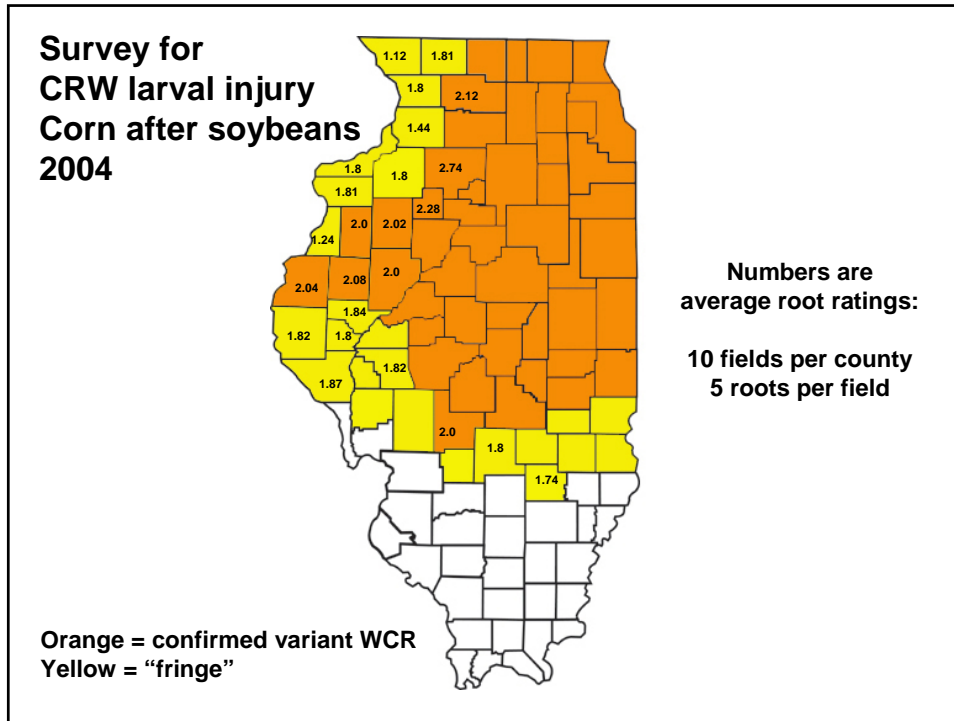 Survey for
CRW larval injury
Corn after soybeans
2004
1.12
1.81
1.8
2.12
1.44
2.74
1.8
1.8
1.81
2.28
2.0
2.02
1.24
2.0
2.08
2.04
1.84
1.82
1.8
1.82
1.87
2.0
1.8
1.74
Numbers are
average root ratings:
10 fields per county
5 roots per field
Orange = confirmed variant WCR
Yellow = “fringe”